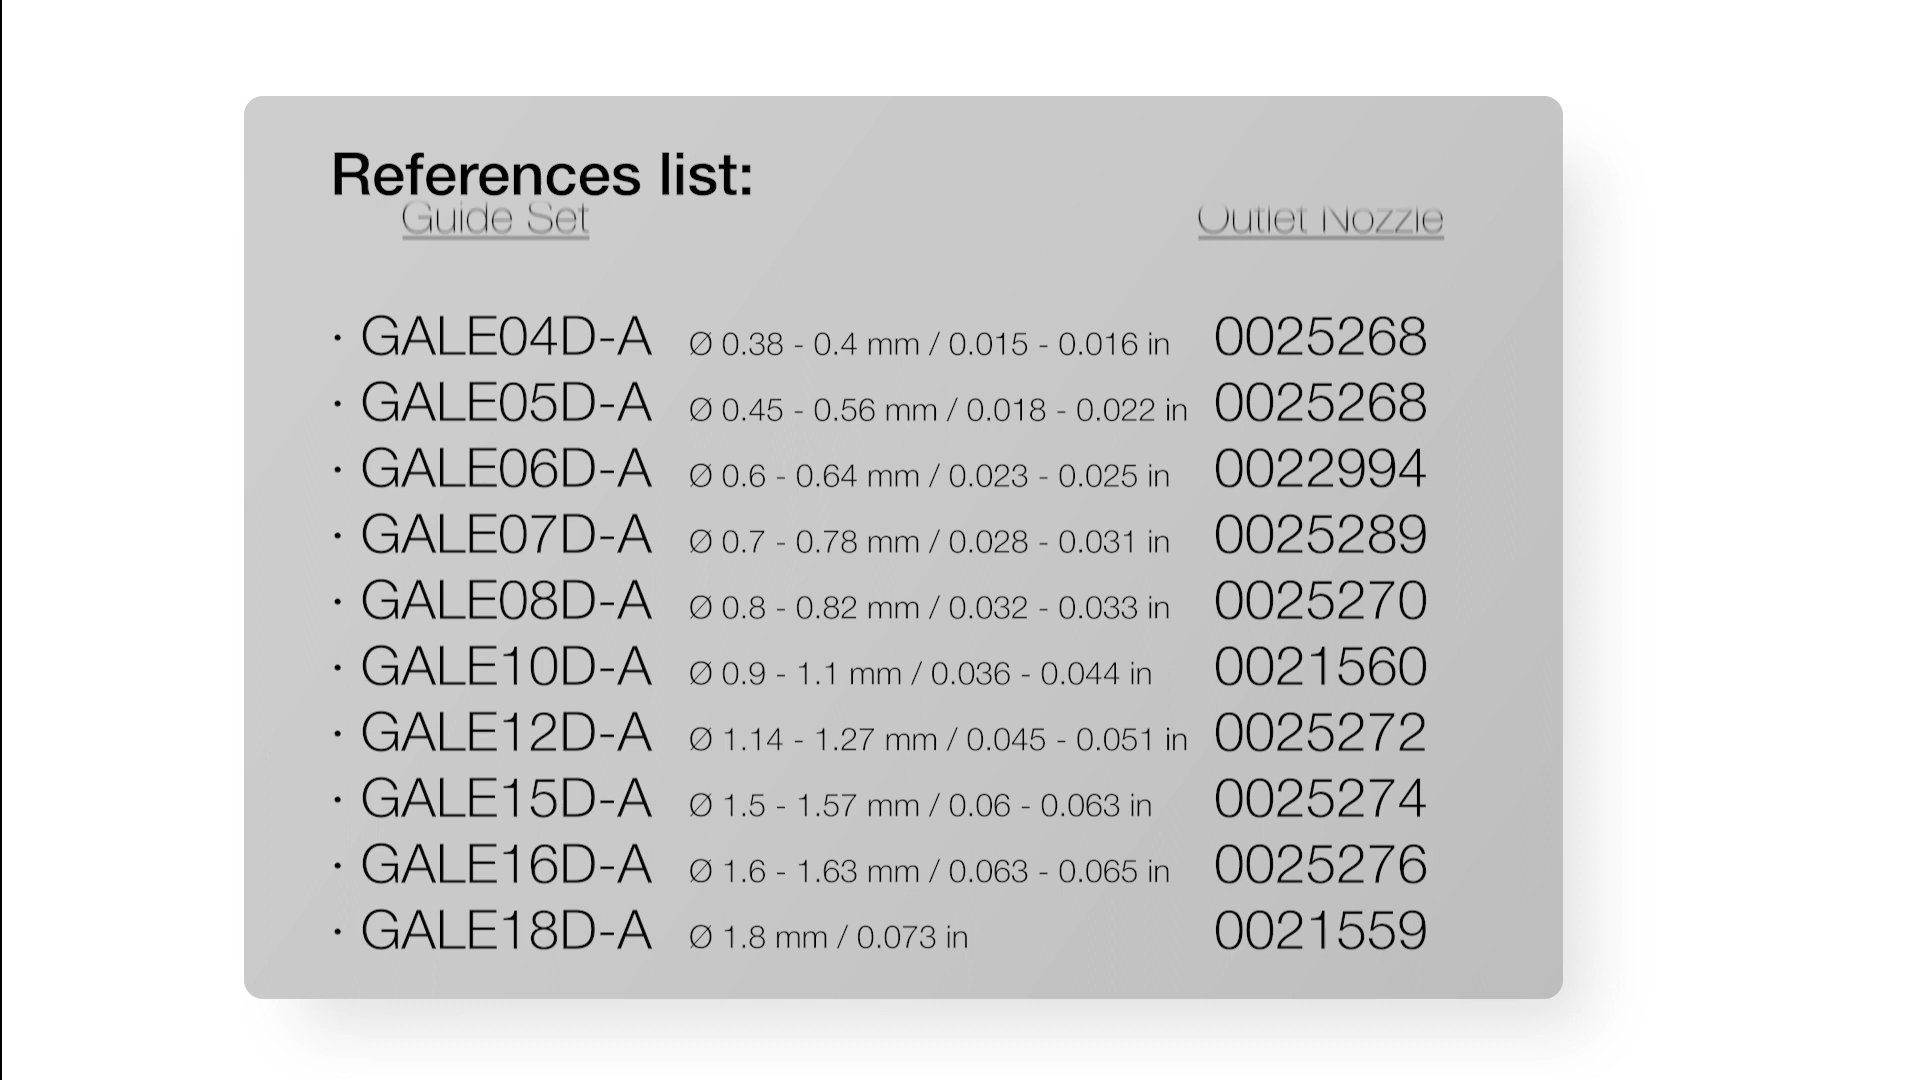 References list:
Guide Set Outlet Nozzle
· GALE04D-A Ø 0.38 - 0.4 mm / 0.015 - 0.016 in 0025268
· GALE05D-A Ø 0.45 - 0.56 mm / 0.018 - 0.022 in 0025268
· GALE06D-A Ø 0.6 - 0.64 mm / 0.023 - 0.025 in 0022994
· GALE07D-A Ø 0.7 - 0.78 mm / 0.028 - 0.031 in 0025289
· GALE08D-A Ø 0.8 - 0.82 mm / 0.032 - 0.033 in 0025270
· GALE10D-A Ø 0.9 - 1.1 mm / 0.036 - 0.044 in 0021560
· GALE12D-A Ø 1.14 - 1.27 mm / 0.045 - 0.051 in 0025272
· GALE15D-A Ø 1.5 - 1.57 mm / 0.06 - 0.063 in 0025274
· GALE16D-A Ø 1.6 - 1.63 mm / 0.063 - 0.065 in 0025276
· GALE18D-A Ø 1.8 mm / 0.073 in 0021559